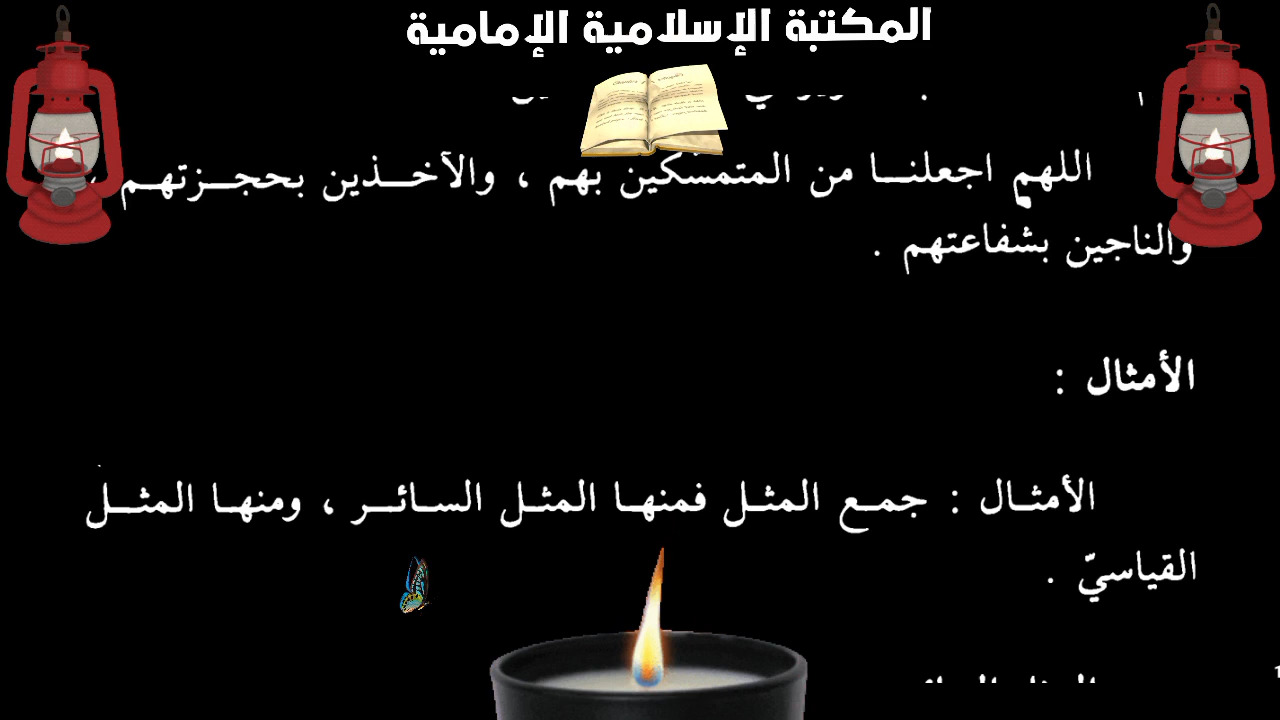 المكتبة الإسلامية الإمامية
اللهم اجعلنا من المتمسكين بهم ، والآخذين بحجزتهم ،
والناجين بشفاعتهم .
الأمثال :
الأمثال : جمع المثل فمنها المثل السائر ، ومنها المثل
القياسيّ .